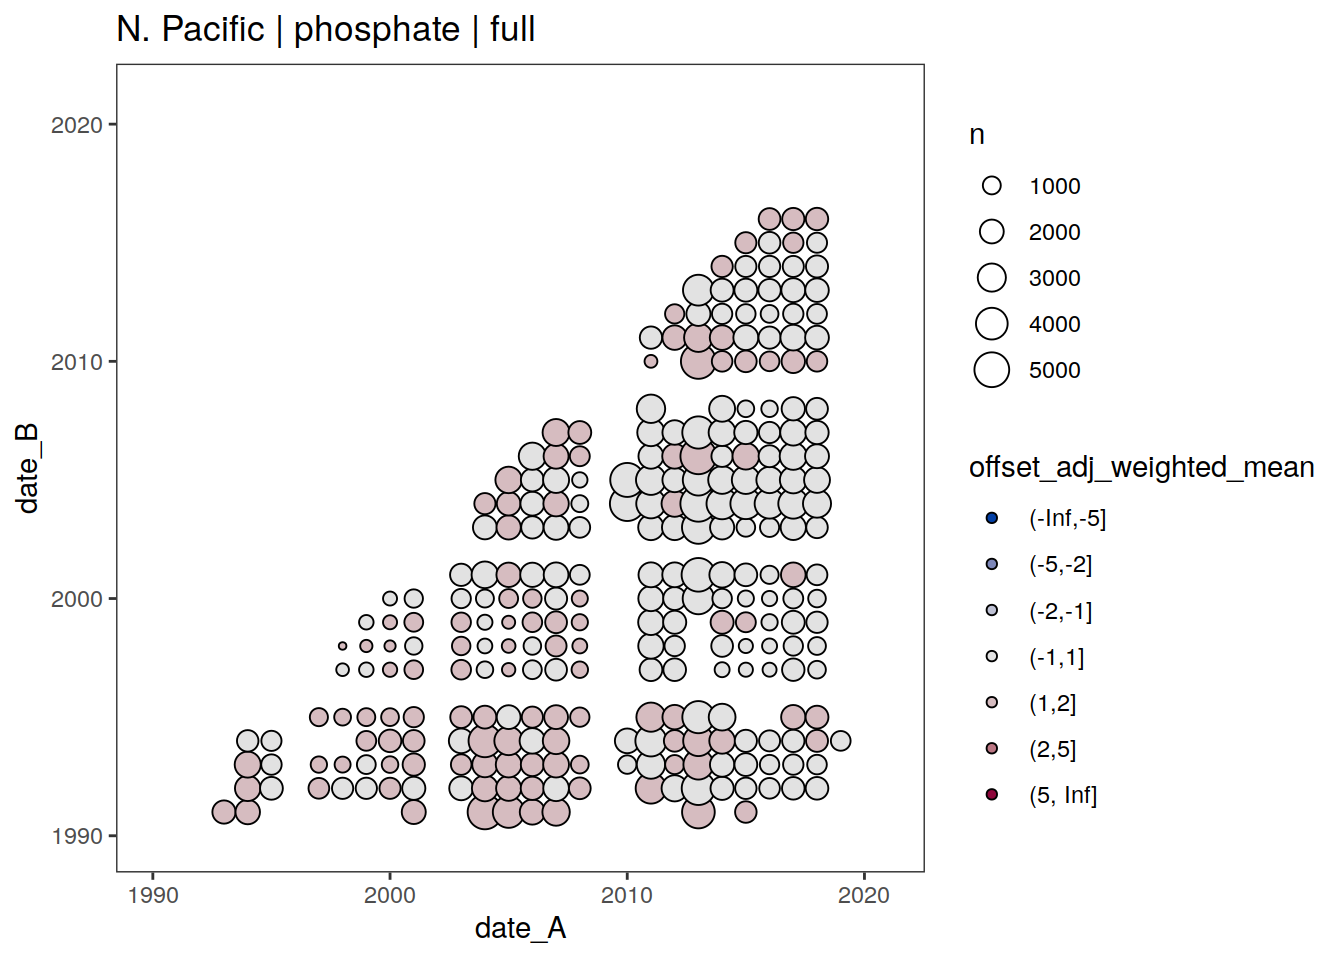 N. Pacific | phosphate | full
2020
2010
2000
1990
date_B
1990
2000
2010
2020
date_A
n
1000
2000
3000
4000
5000
offset_adj_weighted_mean
(-Inf,-5]
(-5,-2]
(-2,-1]
(-1,1]
(1,2]
(2,5]
(5, Inf]